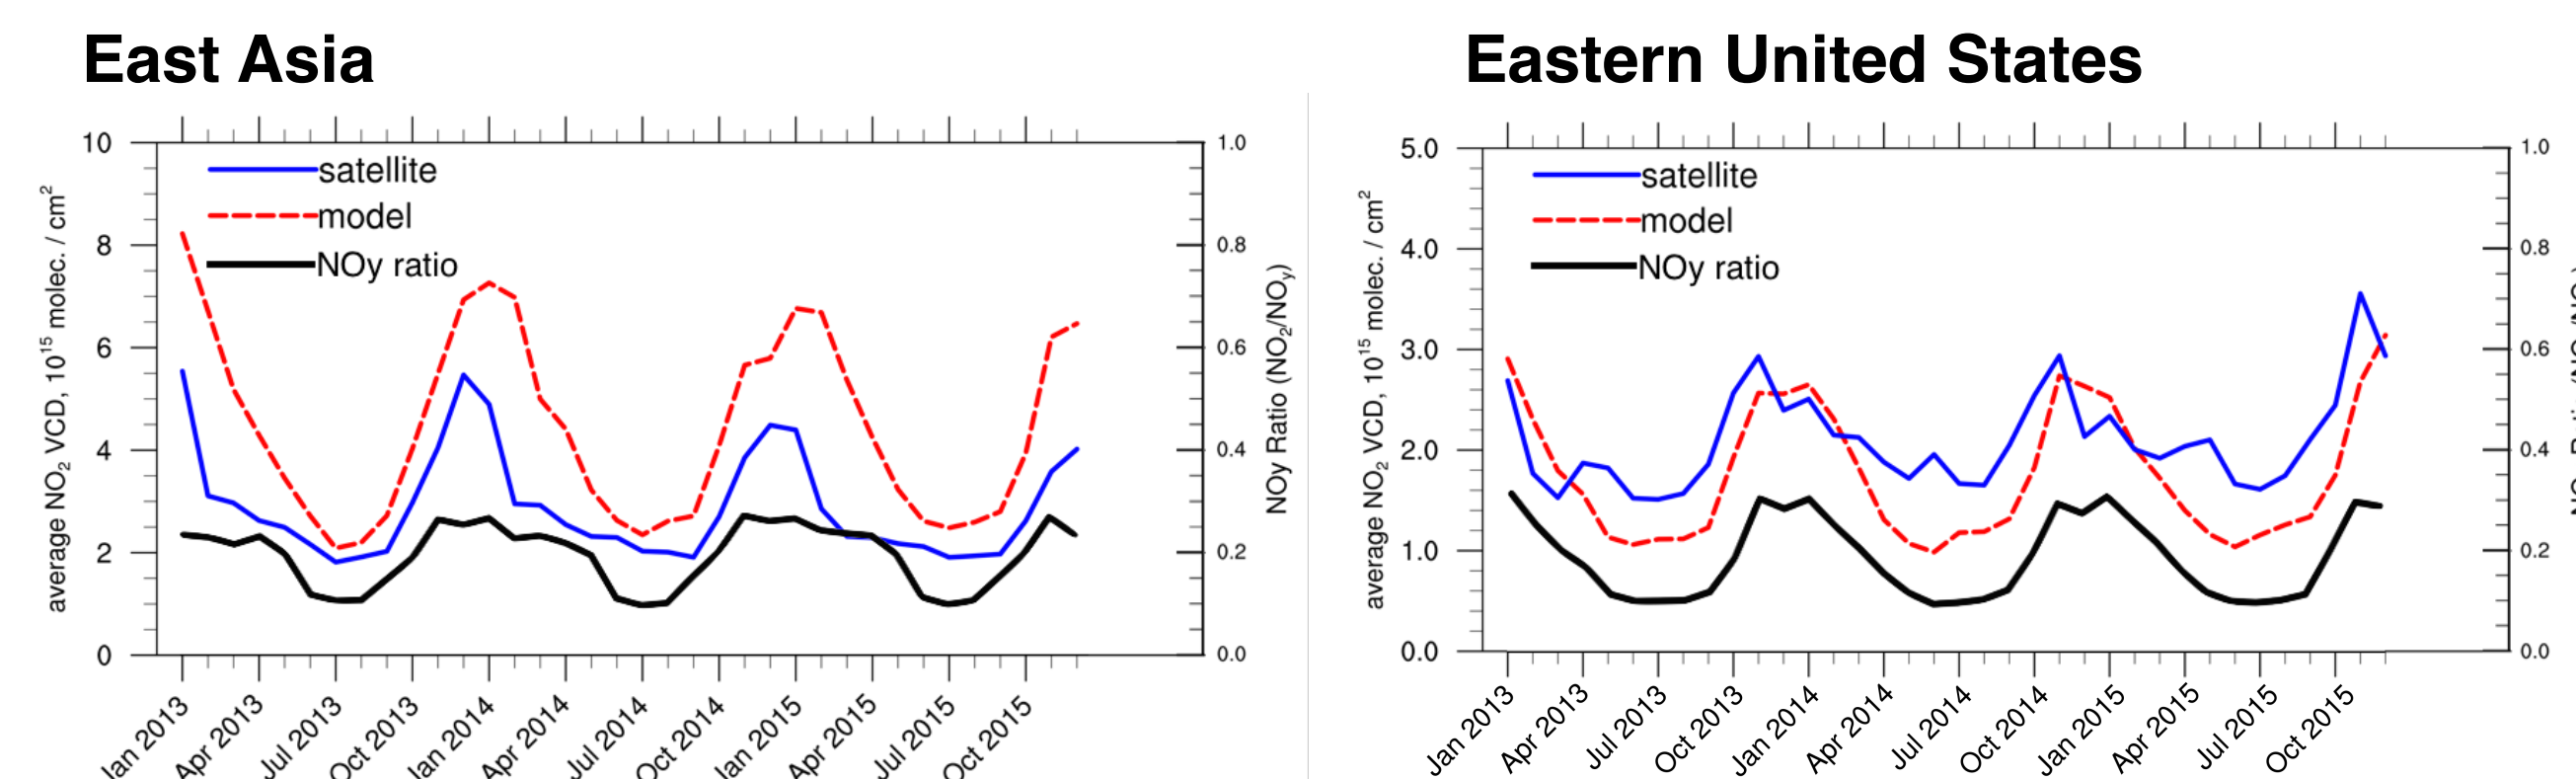 East Asia
10
8
6
4
2
0
average NO2 VCD, 10^15 molec. / cm^2
satellite
model
NOy ratio
1.0
0.8
0.6
0.4
0.2
0.0
NOy Ratio (NO2/NOy)
Jan 2013
Apr 2013
Jul 2013
Oct 2013
Jan 2014
Apr 2014
Jul 2014
Oct 2014
Jan 2015
Apr 2015
Jul 2015
Oct 2015
Eastern United States
5.0
4.0
3.0
2.0
1.0
0.0
average NO2 VCD, 10^15 molec. / cm^2
satellite
model
NOy ratio
1.0
0.8
0.6
0.4
0.2
0.0
Jan 2013
Apr 2013
Jul 2013
Oct 2013
Jan 2014
Apr 2014
Jul 2014
Oct 2014
Jan 2015
Apr 2015
Jul 2015
Oct 2015